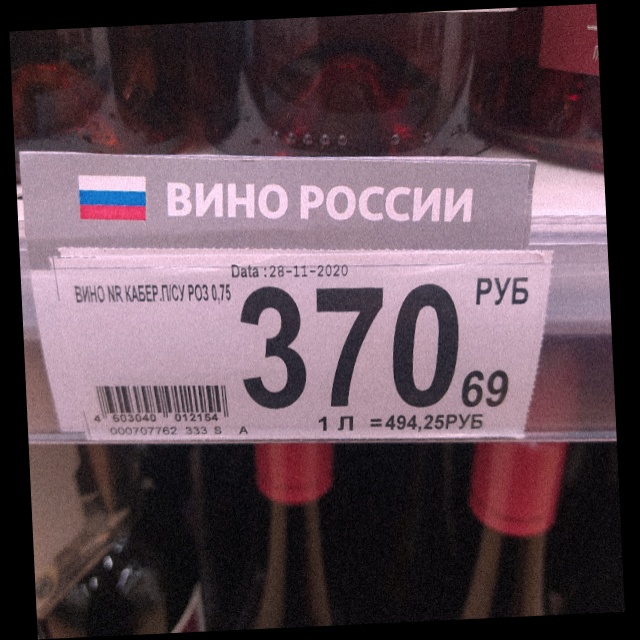 ВИНО РОССИИ
Data :28-11-2020
ВИНО NR КАБЕР.П/СУ РОЗ 0,75
370 69 РУБ
4 603040 012154
1 Л =494,25РУБ
000707762 333 S A